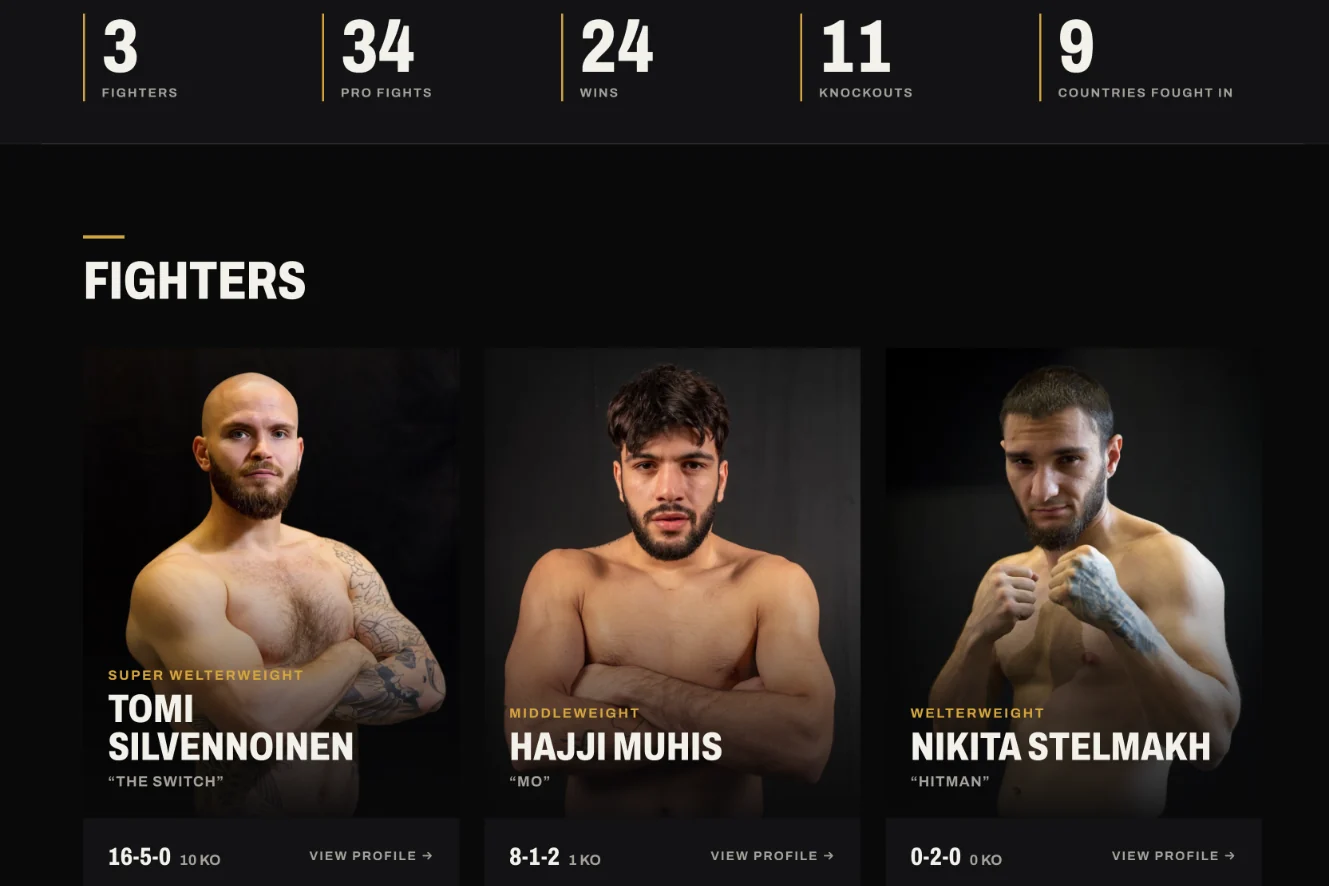 3
FIGHTERS
34
PRO FIGHTS
24
WINS
11
KNOCKOUTS
9
COUNTRIES FOUGHT IN
FIGHTERS
SUPER WELTERWEIGHT
TOMI
SILVENNOINEN
“THE SWITCH”
16-5-0 10 KO
VIEW PROFILE →
MIDDLEWEIGHT
HAJJI MUHIS
“MO”
8-1-2 1 KO
VIEW PROFILE →
WELTERWEIGHT
NIKITA STELMAKH
“HITMAN”
0-2-0 0 KO
VIEW PROFILE →